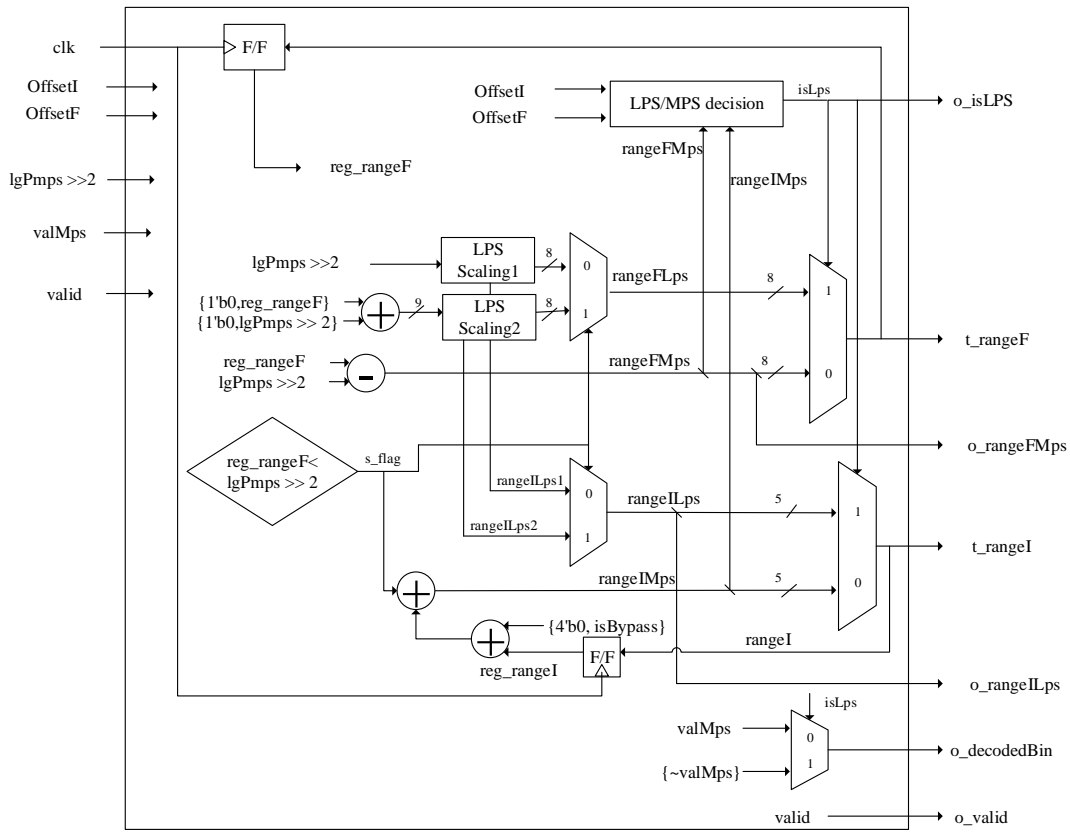 clk
F/F
OffsetI
OffsetF
OffsetI
OffsetF
LPS/MPS decision
isLps
o_isLPS
rangeFMps
rangeIMps
reg_rangeF
lgPmps >>2
valMps
valid
lgPmps >>2
LPS
Scaling1
8
0
1
rangeFLps
8
1
0
{1'b0,reg_rangeF}
{1'b0,lgPmps >> 2}
+
9
LPS
Scaling2
8
reg_rangeF
lgPmps >>2
-
rangeFMps
8
t_rangeF
o_rangeFMps
reg_rangeF<
lgPmps >> 2
s_flag
rangeILps1
rangeILps2
0
1
rangeILps
5
1
0
t_rangeI
+
rangeIMps
5
+
{4'b0, isBypass}
reg_rangeI
F/F
rangeI
o_rangeILps
isLps
valMps
{~valMps}
0
1
o_decodedBin
valid
o_valid